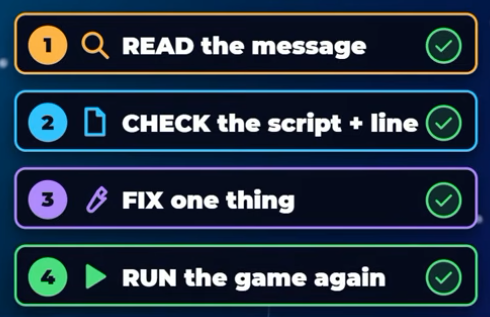 1 READ the message
2 CHECK the script + line
3 FIX one thing
4 RUN the game again